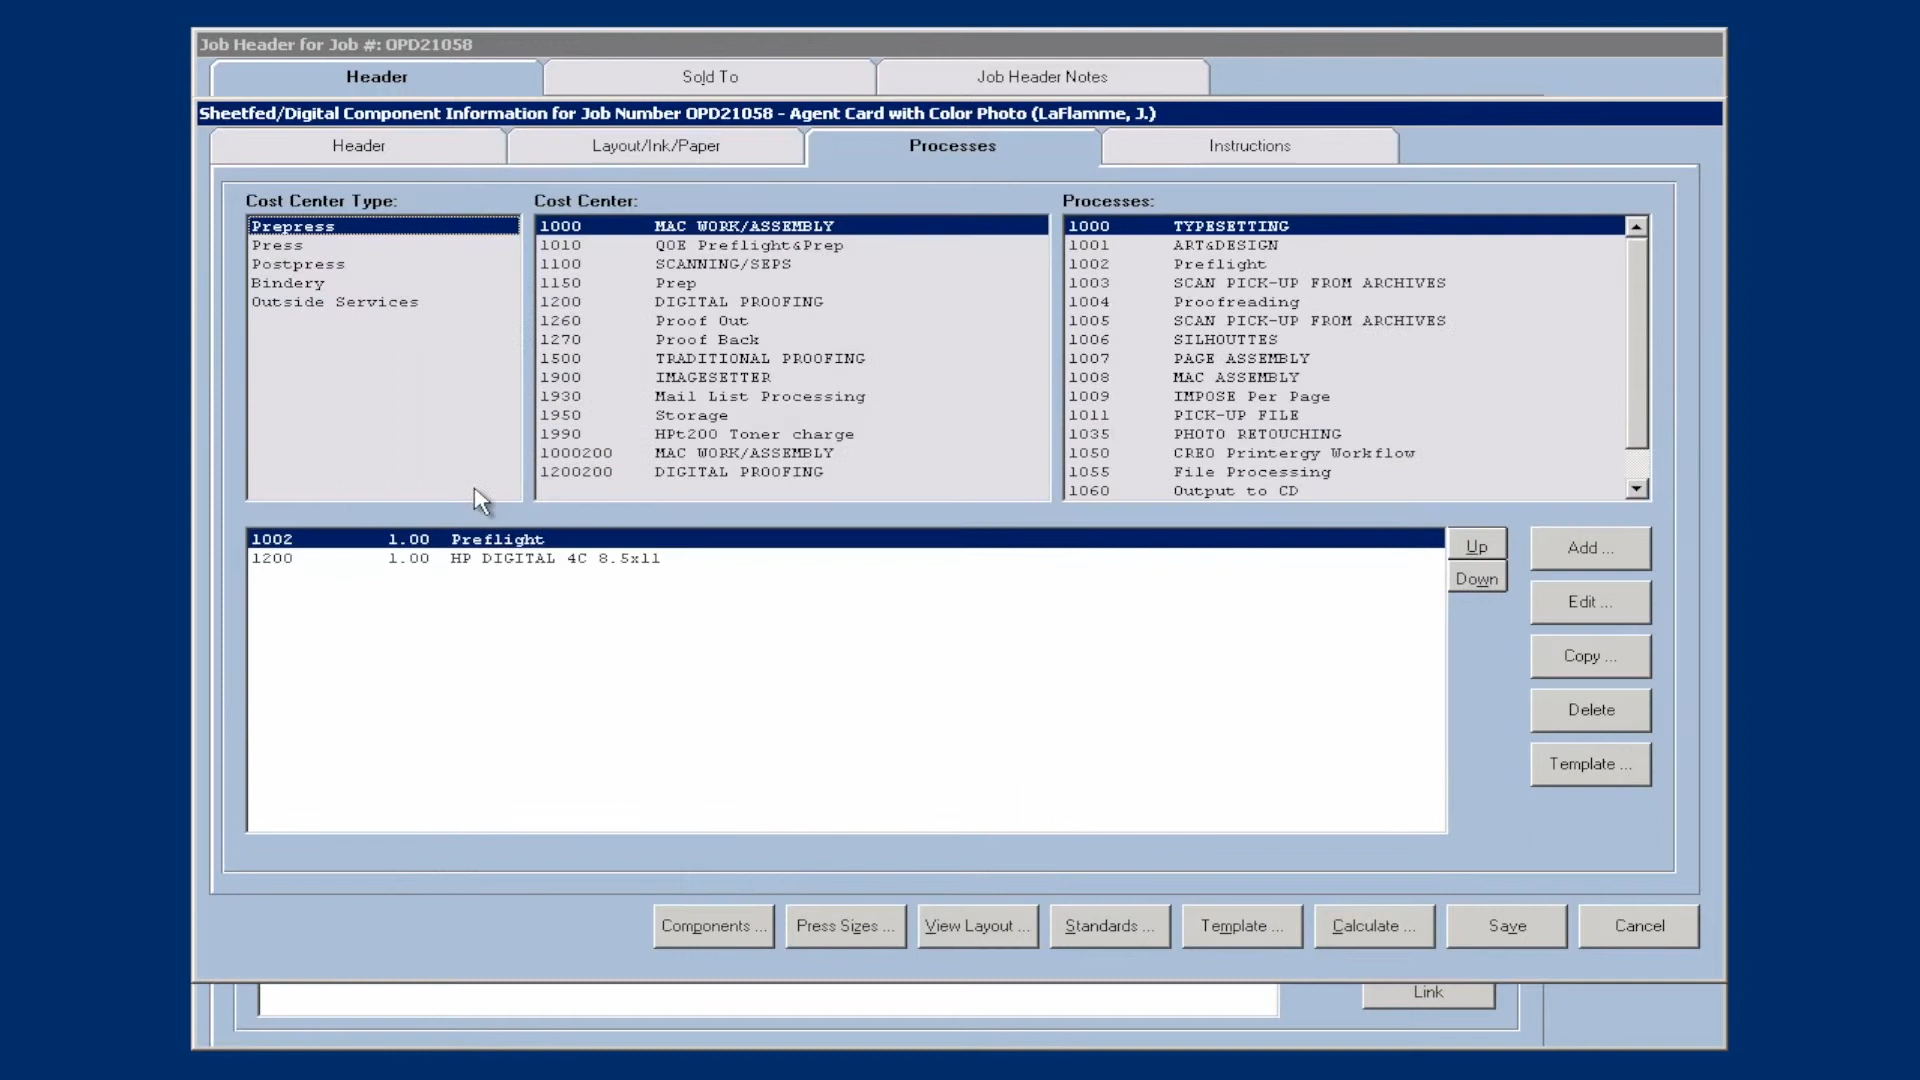 Job Header for Job #: OPD21058
Header
Sold To
Job Header Notes
Sheetfed/Digital Component Information for Job Number OPD21058 - Agent Card with Color Photo (LaFlamme, J.)
Header
Layout/Ink/Paper
Processes
Instructions
Cost Center Type:
Prepress
Press
Postpress
Bindery
Outside Services
Cost Center:
1000 MAC WORK/ASSEMBLY
1010 QOE Preflight&Prep
1100 SCANNING/SEPS
1150 Prep
1200 DIGITAL PROOFING
1260 Proof Out
1270 Proof Back
1500 TRADITIONAL PROOFING
1900 IMAGESETTER
1930 Mail List Processing
1950 Storage
1990 HPt200 Toner charge
1000200 MAC WORK/ASSEMBLY
1200200 DIGITAL PROOFING
Processes:
1000 TYPESETTING
1001 ART&DESIGN
1002 Preflight
1003 SCAN PICK-UP FROM ARCHIVES
1004 Proofreading
1005 SCAN PICK-UP FROM ARCHIVES
1006 SILHOUTTES
1007 PAGE ASSEMBLY
1008 MAC ASSEMBLY
1009 IMPOSE Per Page
1011 PICK-UP FILE
1035 PHOTO RETOUCHING
1050 CREO Printergy Workflow
1055 File Processing
1060 Output to CD
1002 1.00 Preflight
1200 1.00 HP DIGITAL 4C 8.5x11
Up
Down
Add ...
Edit ...
Copy ...
Delete
Template ...
Components ...
Press Sizes ...
View Layout ...
Standards ...
Template ...
Calculate ...
Save
Cancel
Link